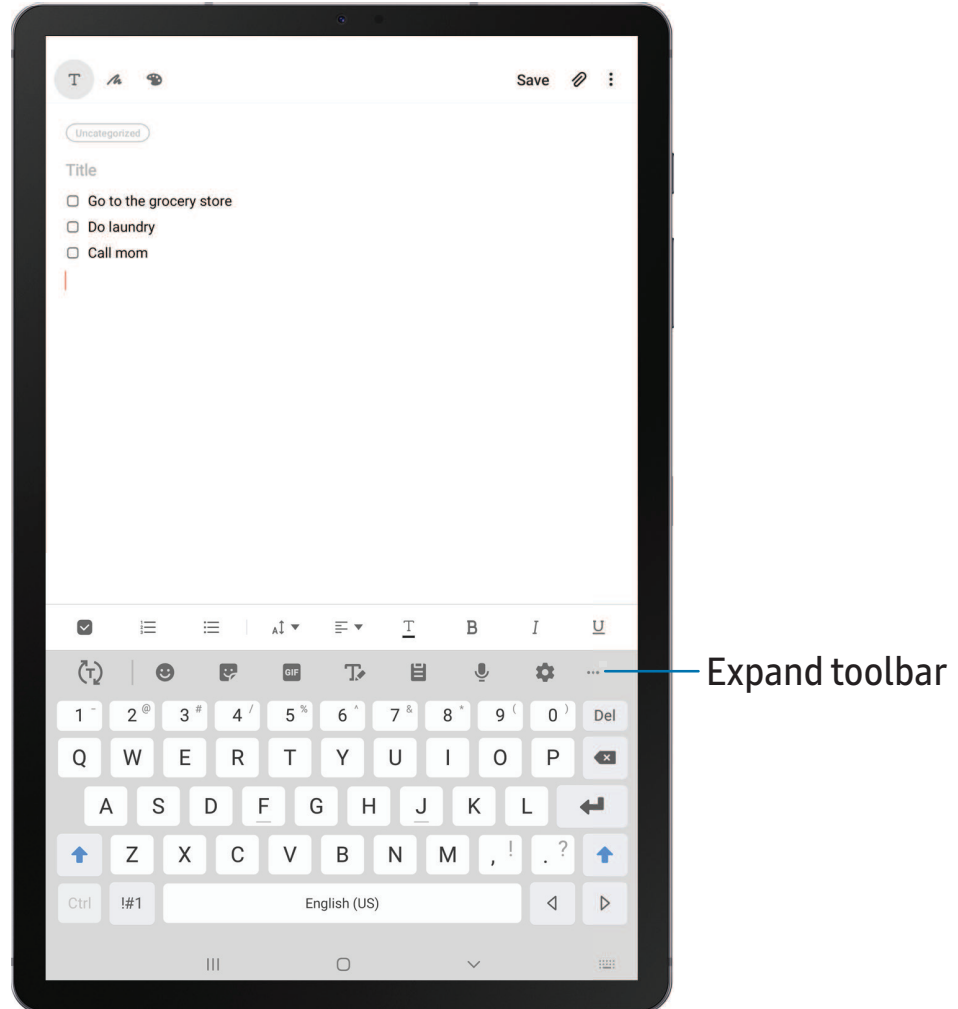 T Save
Uncategorized
Title
Go to the grocery store
Do laundry
Call mom
A T B I U
T GIF T
1 - 2 @ 3 # 4 / 5 % 6 ^ 7 & 8 * 9 ( 0 ) Del
Q W E R T Y U I O P
A S D F G H J K L
Z X C V B N M , ! . ?
Ctrl !#1 English (US)
Expand toolbar